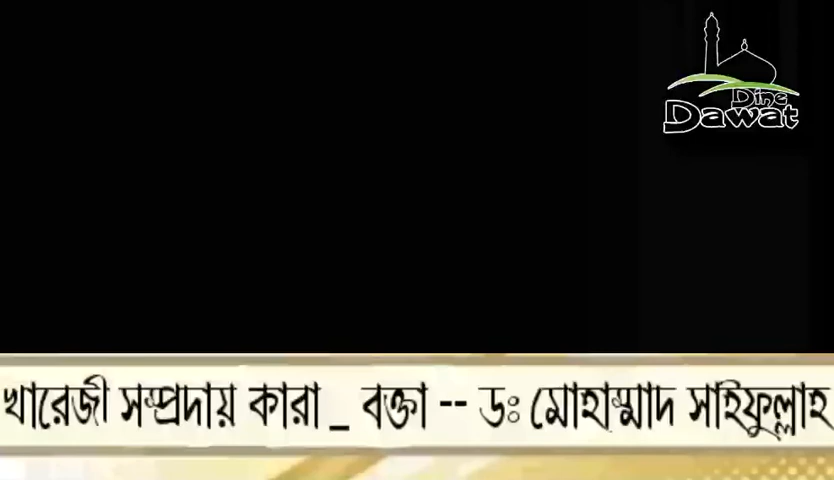 Dine
Dawat
খারেজী সম্প্রদায় কারা _ বক্তা -- ডঃ মোহাম্মাদ সাইফুল্লাহ